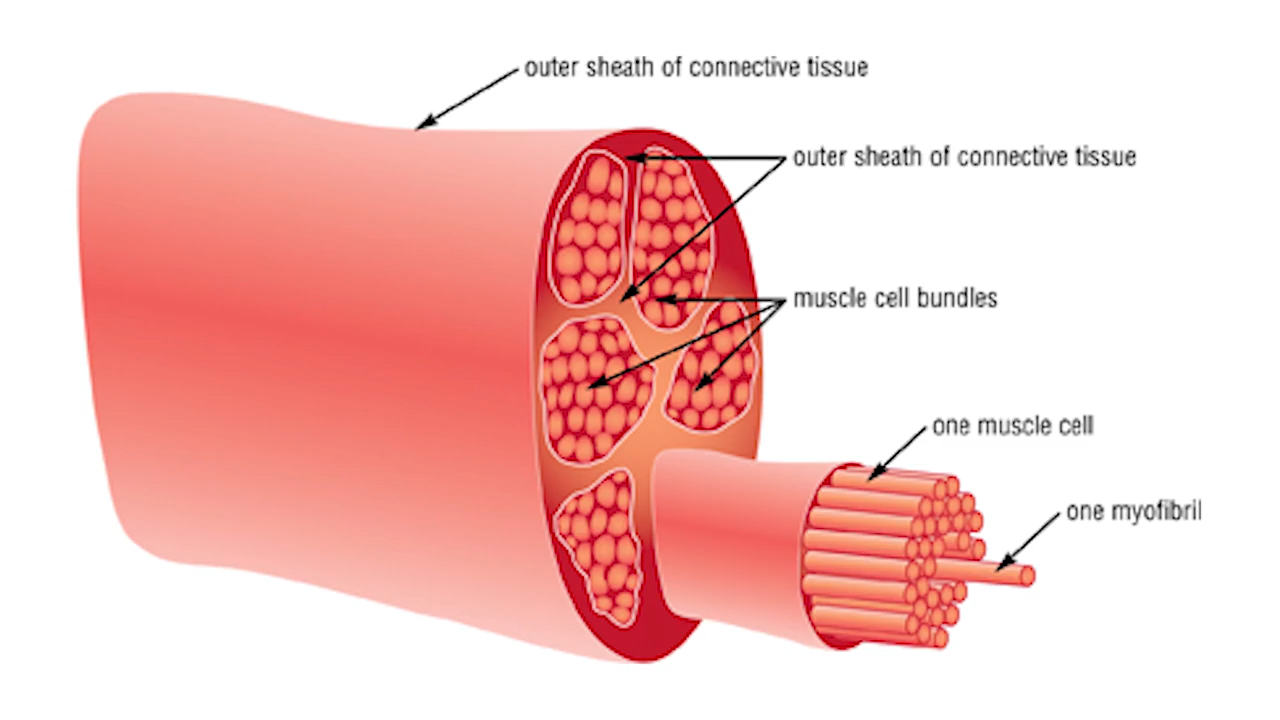 outer sheath of connective tissue
outer sheath of connective tissue
muscle cell bundles
one muscle cell
one myofibril